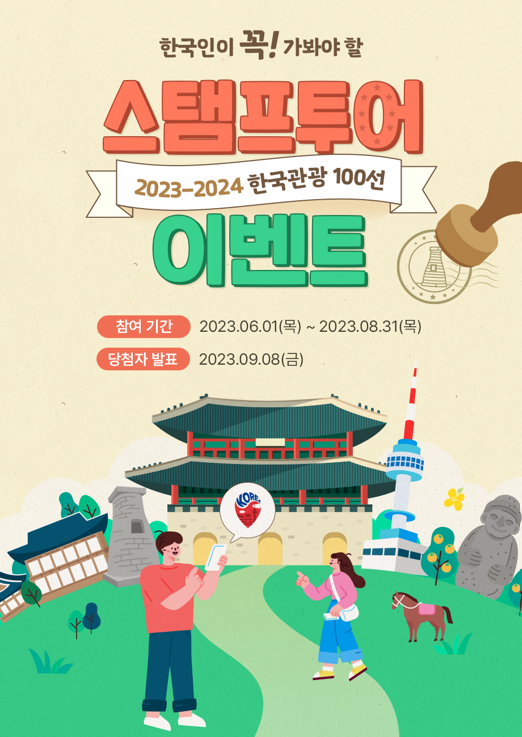 한국인이 꼭! 가봐야 할
스탬프투어
2023-2024 한국관광 100선
이벤트
참여 기간 2023.06.01(목) ~ 2023.08.31(목)
당첨자 발표 2023.09.08(금)
KOREA